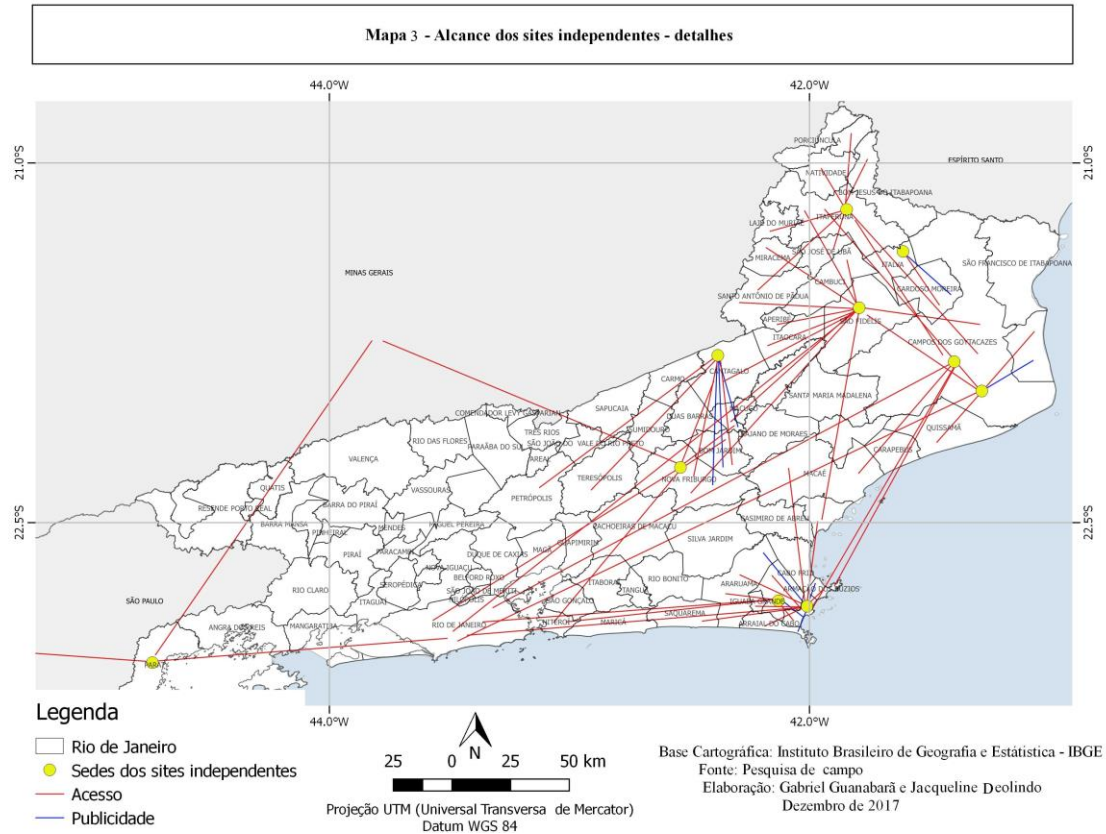 Mapa 3 - Alcance dos sites independentes - detalhes
44.0°W
42.0°W
PORCIÚNCULA
21.0°S
21.0°S
ESPÍRITO SANTO
NATIVIDADE
BOM JESUS DO ITABAPOANA
ITAPERUNA
LAJE DO MURIAÉ
SÃO JOSÉ DE UBÁ
MIRACEMA
ITALVA
SÃO FRANCISCO DE ITABAPOANA
MINAS GERAIS
CAMBUCI
CARDOSO MOREIRA
SANTO ANTÔNIO DE PÁDUA
APERIBÉ
SÃO FIDÉLIS
ITAOCARA
CAMPOS DOS GOYTACAZES
CANTAGALO
CARMO
SANTA MARIA MADALENA
SAPUCAIA
MACUCO
COMENDADOR LEVY GASPARIAN
DUAS BARRAS
QUISSAMÃ
TRÊS RIOS
SUMIDOURO
RIO DAS FLORES
PARAÍBA DO SUL
SÃO JOSÉ DO VALE DO RIO PRETO
TRAJANO DE MORAES
AREAL
BOM JARDIM
CARAPEBUS
VALENÇA
TERESÓPOLIS
NOVA FRIBURGO
MACAÉ
QUATIS
VASSOURAS
PETRÓPOLIS
RESENDE
PORTO REAL
BARRA DO PIRAÍ
22.5°S
22.5°S
BARRA MANSA
MENDES
MIGUEL PEREIRA
CACHOEIRAS DE MACACU
CASIMIRO DE ABREU
PINHEIRAL
SILVA JARDIM
PIRAÍ
PARACAMBI
DUQUE DE CAXIAS
MAGÉ
GUAPIMIRIM
NOVA IGUAÇU
CABO FRIO
BELFORD ROXO
RIO BONITO
ARARUAMA
ARMAÇÃO DOS BÚZIOS
SEROPÉDICA
ITABORAÍ
RIO CLARO
SÃO JOÃO DE MERITI
TANGUÁ
SÃO PAULO
ITAGUAÍ
NILÓPOLIS
SÃO GONÇALO
IGUABA GRANDE
SAQUAREMA
ANGRA DOS REIS
MANGARATIBA
RIO DE JANEIRO
NITERÓI
MARICÁ
ARRAIAL DO CABO
PARATY
44.0°W
42.0°W
Legenda
Rio de Janeiro
Sedes dos sites independentes
Acesso
Publicidade
N
25 0 25 50 km
Projeção UTM (Universal Transversa de Mercator)
Datum WGS 84
Base Cartográfica: Instituto Brasileiro de Geografia e Estátistica - IBGE
Fonte: Pesquisa de campo
Elaboração: Gabriel Guanabarã e Jacqueline Deolindo
Dezembro de 2017